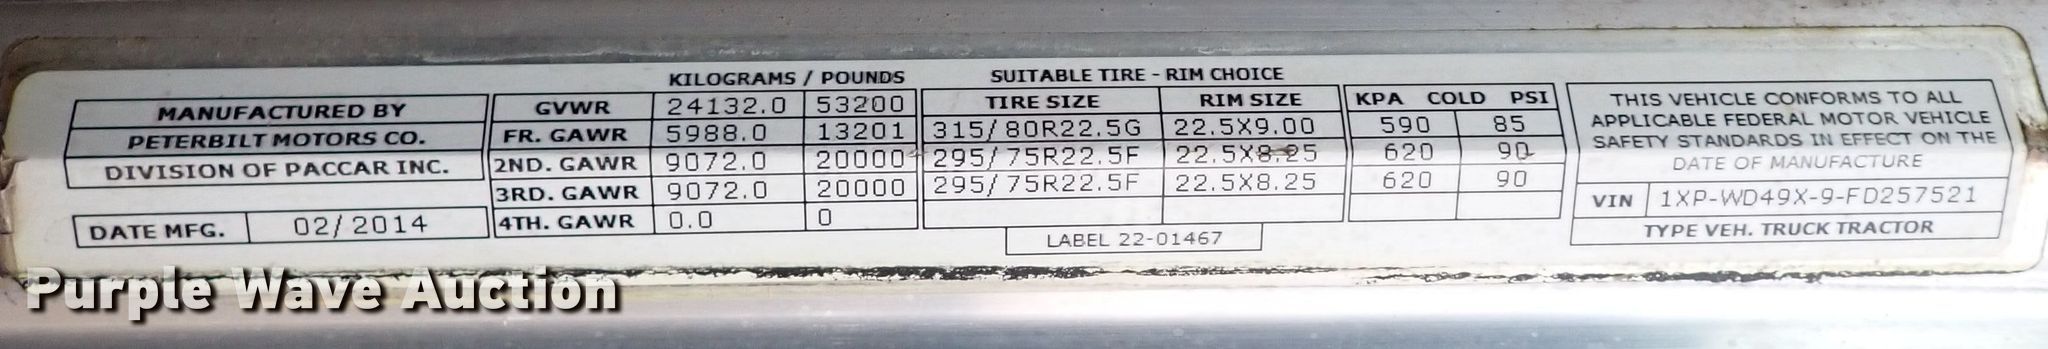 KILOGRAMS / POUNDS SUITABLE TIRE - RIM CHOICE
MANUFACTURED BY GVWR 24132.0 53200 TIRE SIZE RIM SIZE KPA COLD PSI THIS VEHICLE CONFORMS TO ALL
PETERBILT MOTORS CO. FR. GAWR 5988.0 13201 315/80R22.5G 22.5X9.00 590 85 APPLICABLE FEDERAL MOTOR VEHICLE
DIVISION OF PACCAR INC. 2ND. GAWR 9072.0 20000 295/75R22.5F 22.5X8.25 620 90 SAFETY STANDARDS IN EFFECT ON THE
3RD. GAWR 9072.0 20000 295/75R22.5F 22.5X8.25 620 90 DATE OF MANUFACTURE
DATE MFG. 02/2014 4TH. GAWR 0.0 0 VIN 1XP-WD49X-9-FD257521
LABEL 22-01467 TYPE VEH. TRUCK TRACTOR
Purple Wave Auction